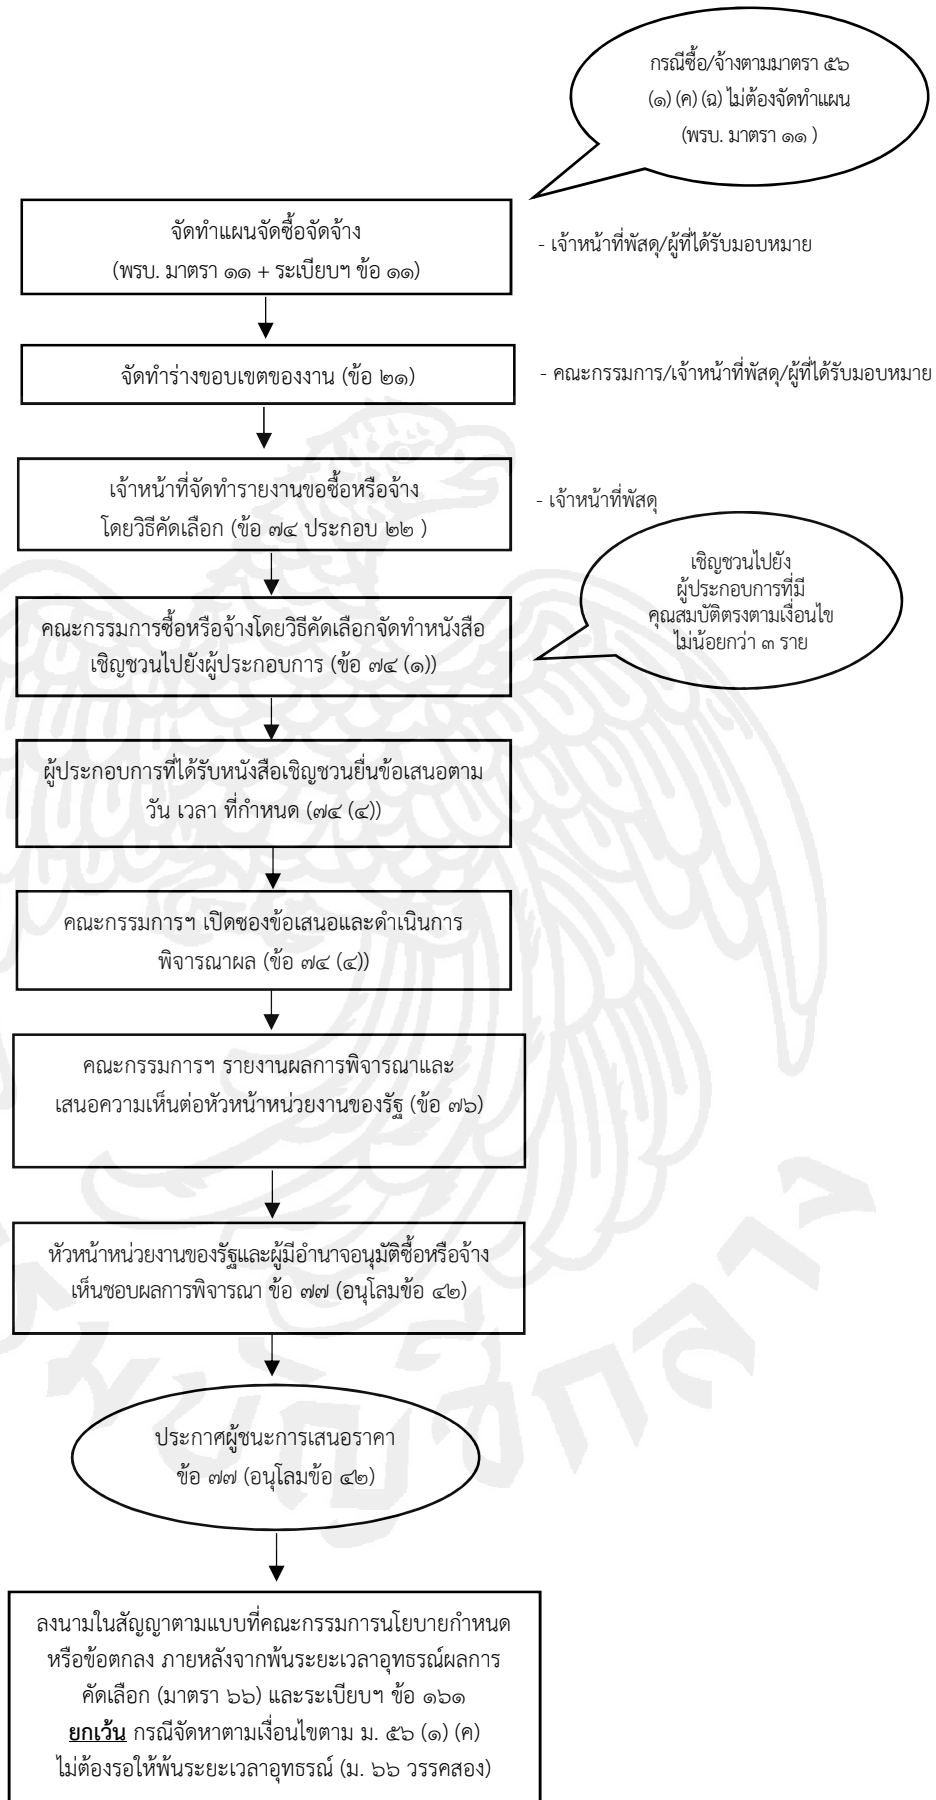 กรณีซื้อ/จ้างตามมาตรา ๕๖
(๑) (ค) (ฉ) ไม่ต้องจัดทำแผน
(พรบ. มาตรา ๑๑ )
จัดทำแผนจัดซื้อจัดจ้าง
(พรบ. มาตรา ๑๑ + ระเบียบฯ ข้อ ๑๑)
- เจ้าหน้าที่พัสดุ/ผู้ที่ได้รับมอบหมาย
จัดทำร่างขอบเขตของงาน (ข้อ ๒๑)
- คณะกรรมการ/เจ้าหน้าที่พัสดุ/ผู้ที่ได้รับมอบหมาย
เจ้าหน้าที่จัดทำรายงานขอซื้อหรือจ้าง
โดยวิธีคัดเลือก (ข้อ ๗๔ ประกอบ ๒๒ )
- เจ้าหน้าที่พัสดุ
เชิญชวนไปยัง
ผู้ประกอบการที่มี
คุณสมบัติตรงตามเงื่อนไข
ไม่น้อยกว่า ๓ ราย
คณะกรรมการซื้อหรือจ้างโดยวิธีคัดเลือกจัดทำหนังสือ
เชิญชวนไปยังผู้ประกอบการ (ข้อ ๗๔ (๑))
ผู้ประกอบการที่ได้รับหนังสือเชิญชวนยื่นข้อเสนอตาม
วัน เวลา ที่กำหนด (๗๔ (๔))
คณะกรรมการฯ เปิดซองข้อเสนอและดำเนินการ
พิจารณาผล (ข้อ ๗๔ (๔))
คณะกรรมการฯ รายงานผลการพิจารณาและ
เสนอความเห็นต่อหัวหน้าหน่วยงานของรัฐ (ข้อ ๗๖)
หัวหน้าหน่วยงานของรัฐและผู้มีอำนาจอนุมัติซื้อหรือจ้าง
เห็นชอบผลการพิจารณา ข้อ ๗๗ (อนุโลมข้อ ๔๒)
ประกาศผู้ชนะการเสนอราคา
ข้อ ๗๗ (อนุโลมข้อ ๔๒)
ลงนามในสัญญาตามแบบที่คณะกรรมการนโยบายกำหนด
หรือข้อตกลง ภายหลังจากพ้นระยะเวลาอุทธรณ์ผลการ
คัดเลือก (มาตรา ๖๖) และระเบียบฯ ข้อ ๑๖๑
ยกเว้น กรณีจัดหาตามเงื่อนไขตาม ม. ๕๖ (๑) (ค)
ไม่ต้องรอให้พ้นระยะเวลาอุทธรณ์ (ม. ๖๖ วรรคสอง)